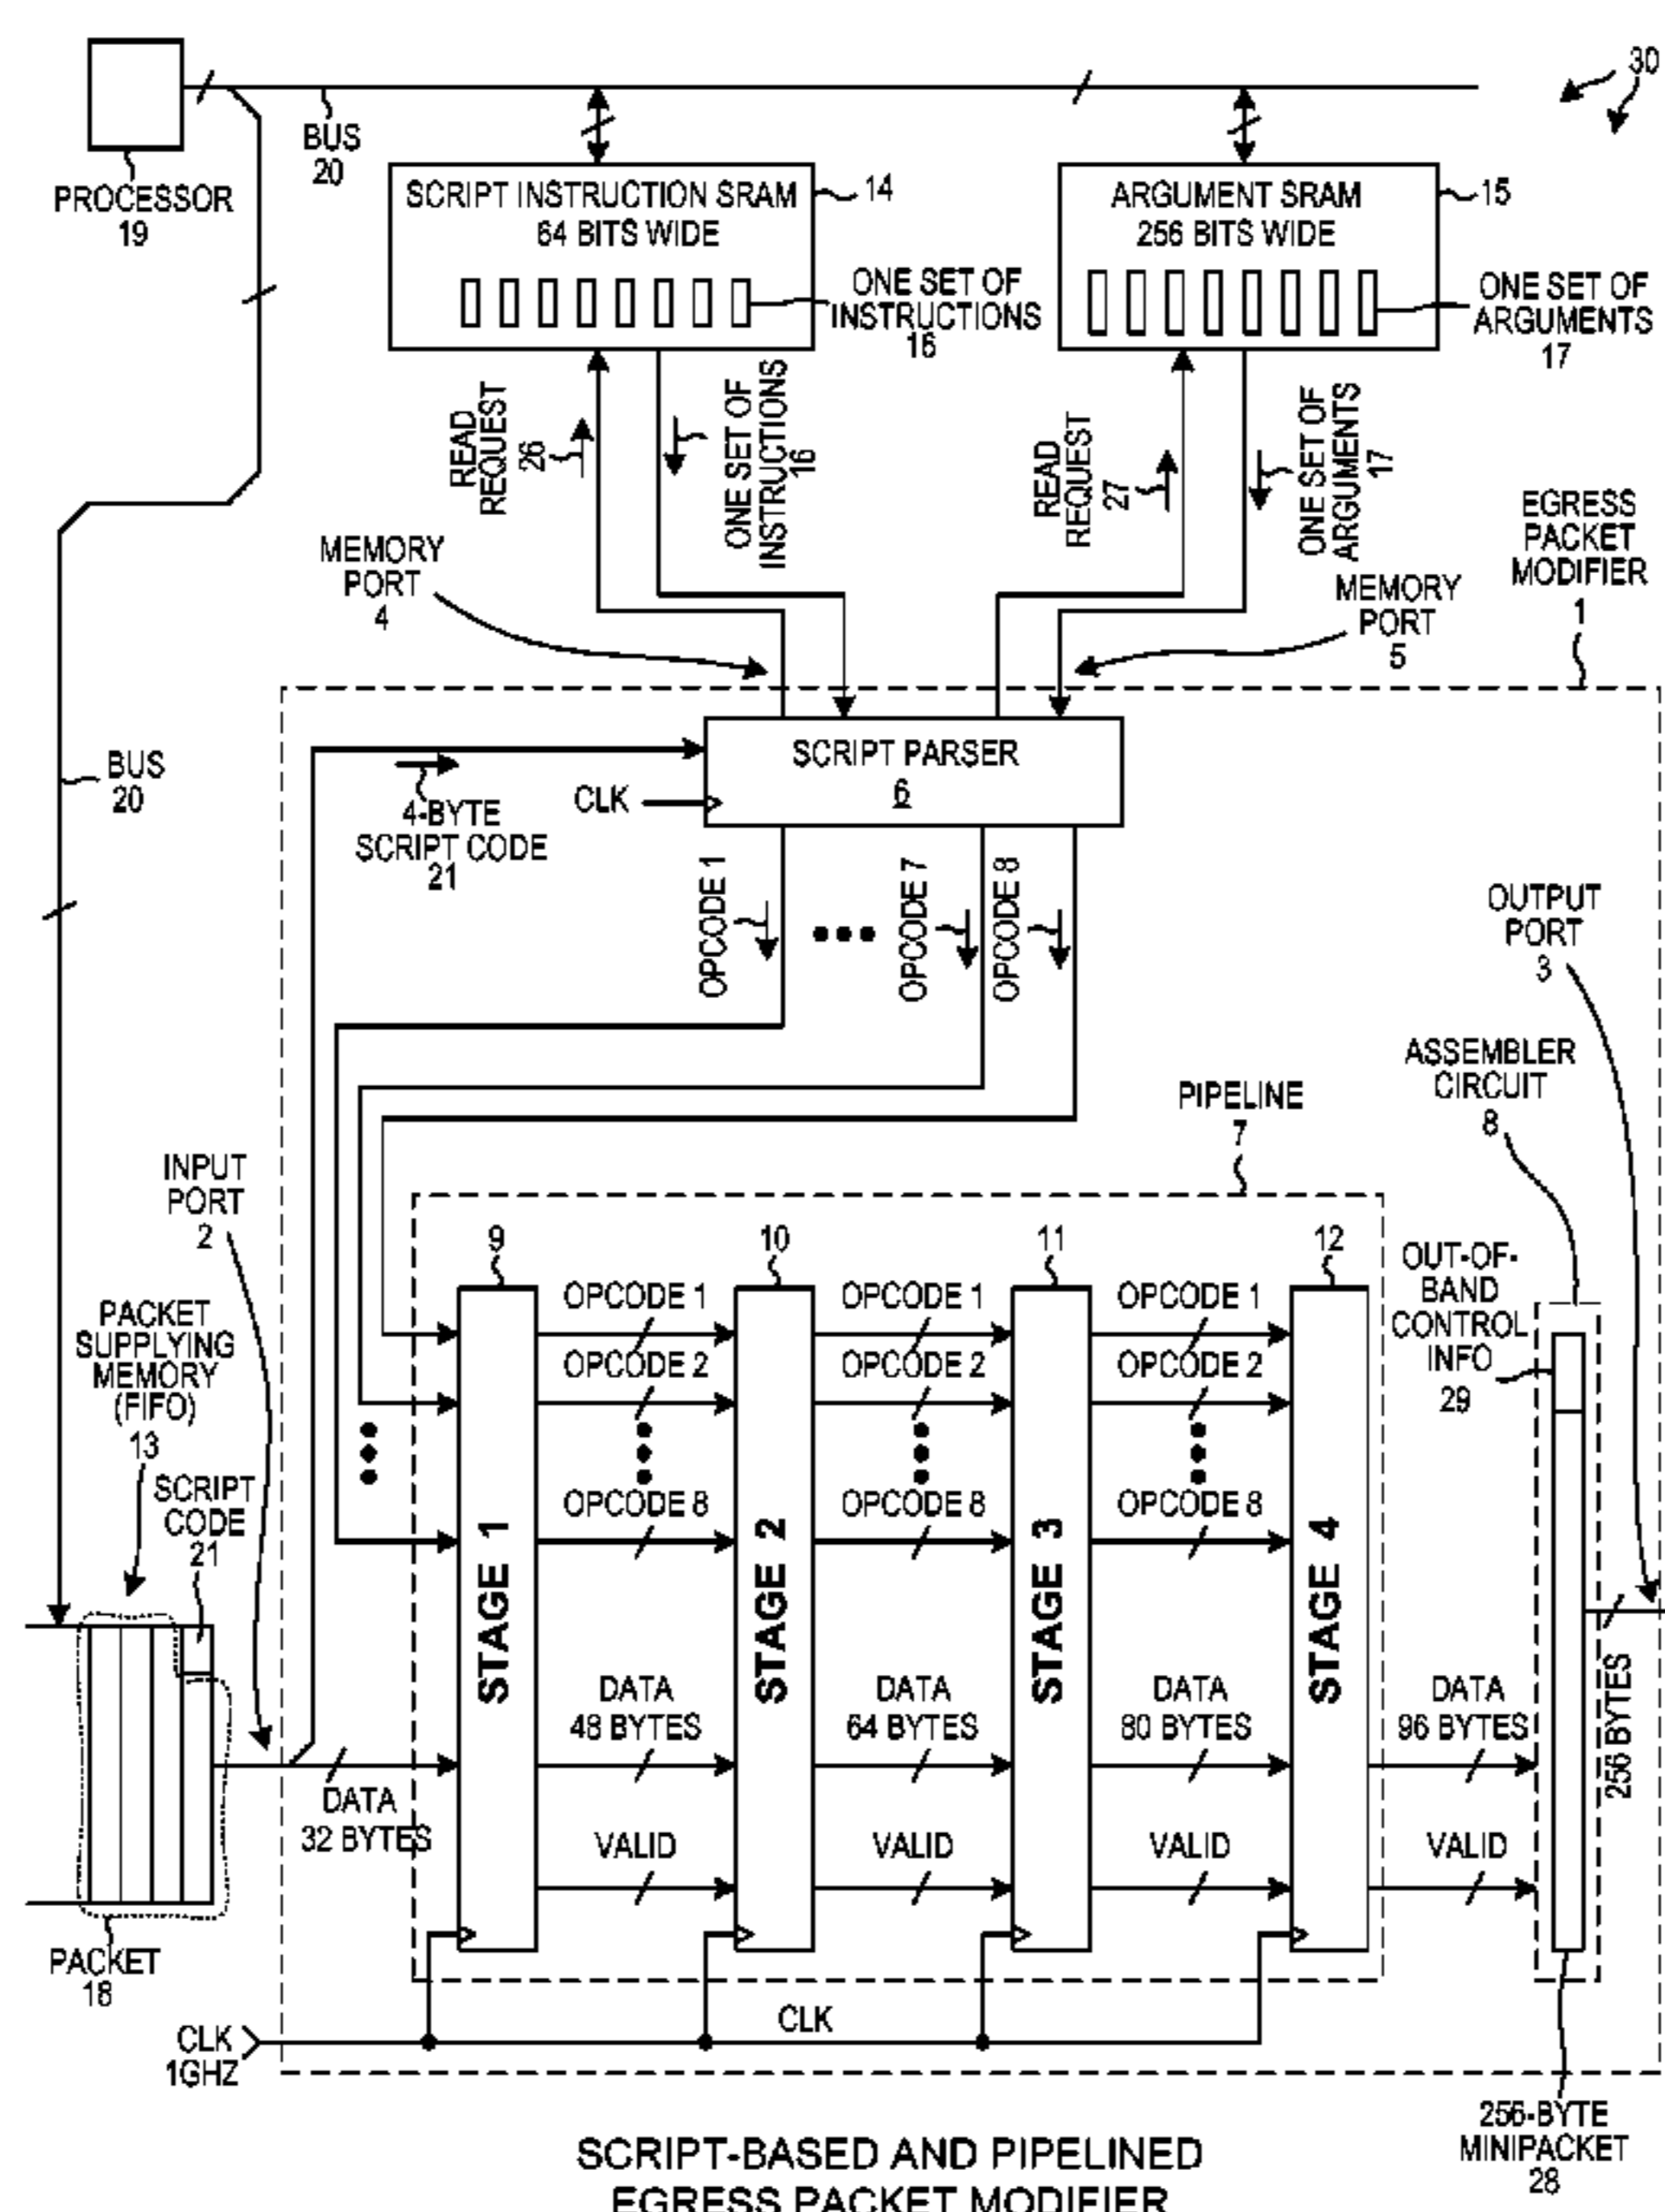 30
BUS
20
PROCESSOR
19
SCRIPT INSTRUCTION SRAM
64 BITS WIDE
14
ONE SET OF
INSTRUCTIONS
16
ARGUMENT SRAM
256 BITS WIDE
15
ONE SET OF
ARGUMENTS
17
READ
REQUEST
26
ONE SET OF
INSTRUCTIONS
16
READ
REQUEST
27
ONE SET OF
ARGUMENTS
17
EGRESS
PACKET
MODIFIER
1
MEMORY
PORT
4
MEMORY
PORT
5
BUS
20
SCRIPT PARSER
6
CLK
4-BYTE
SCRIPT CODE
21
OPCODE 1
OPCODE 7
OPCODE 8
OUTPUT
PORT
3
ASSEMBLER
CIRCUIT
8
PIPELINE
7
INPUT
PORT
2
9
10
11
12
OUT-OF-
BAND
CONTROL
INFO
29
PACKET
SUPPLYING
MEMORY
(FIFO)
13
SCRIPT
CODE
21
OPCODE 1
OPCODE 1
OPCODE 1
OPCODE 2
OPCODE 2
OPCODE 2
OPCODE 8
OPCODE 8
OPCODE 8
STAGE 1
STAGE 2
STAGE 3
STAGE 4
DATA
32 BYTES
DATA
48 BYTES
DATA
64 BYTES
DATA
80 BYTES
DATA
96 BYTES
256 BYTES
VALID
VALID
VALID
VALID
PACKET
18
CLK
1GHZ
CLK
256-BYTE
MINIPACKET
28
SCRIPT-BASED AND PIPELINED
EGRESS PACKET MODIFIER